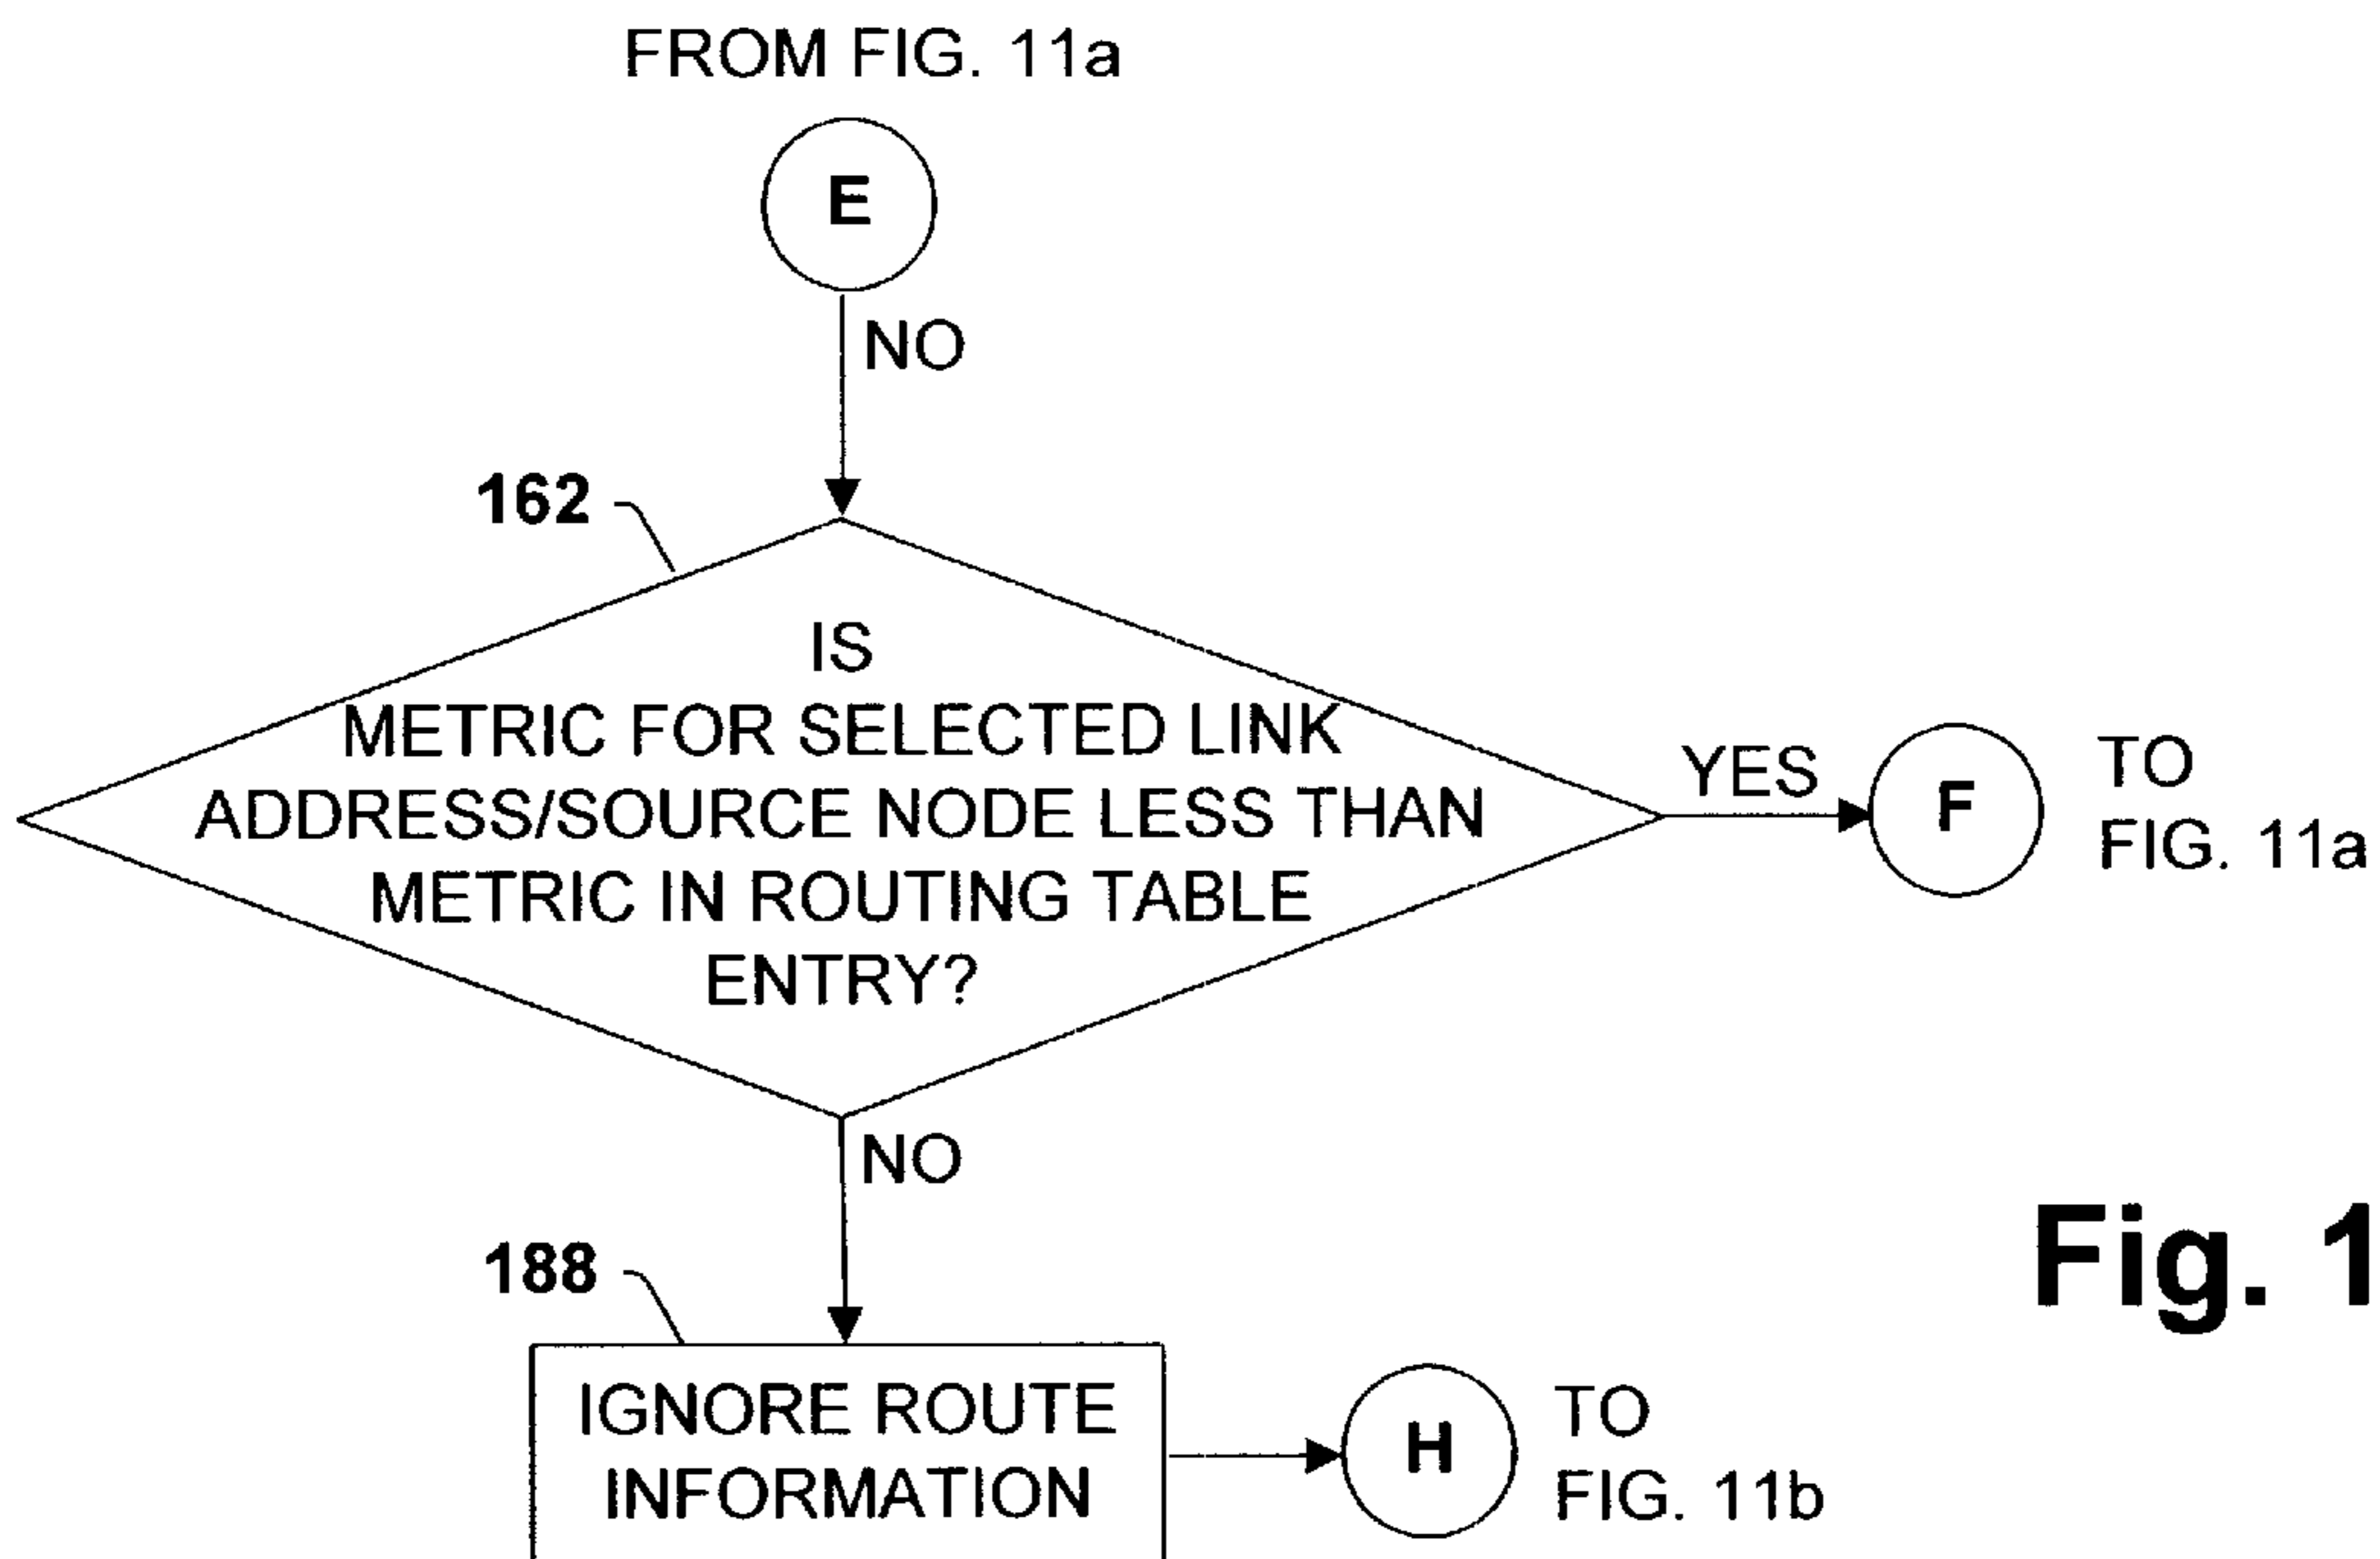 FROM FIG. 11a
E
NO
162
IS
METRIC FOR SELECTED LINK
ADDRESS/SOURCE NODE LESS THAN
METRIC IN ROUTING TABLE
ENTRY?
YES
F
TO
FIG. 11a
NO
Fig. 1
188
IGNORE ROUTE
INFORMATION
H
TO
FIG. 11b